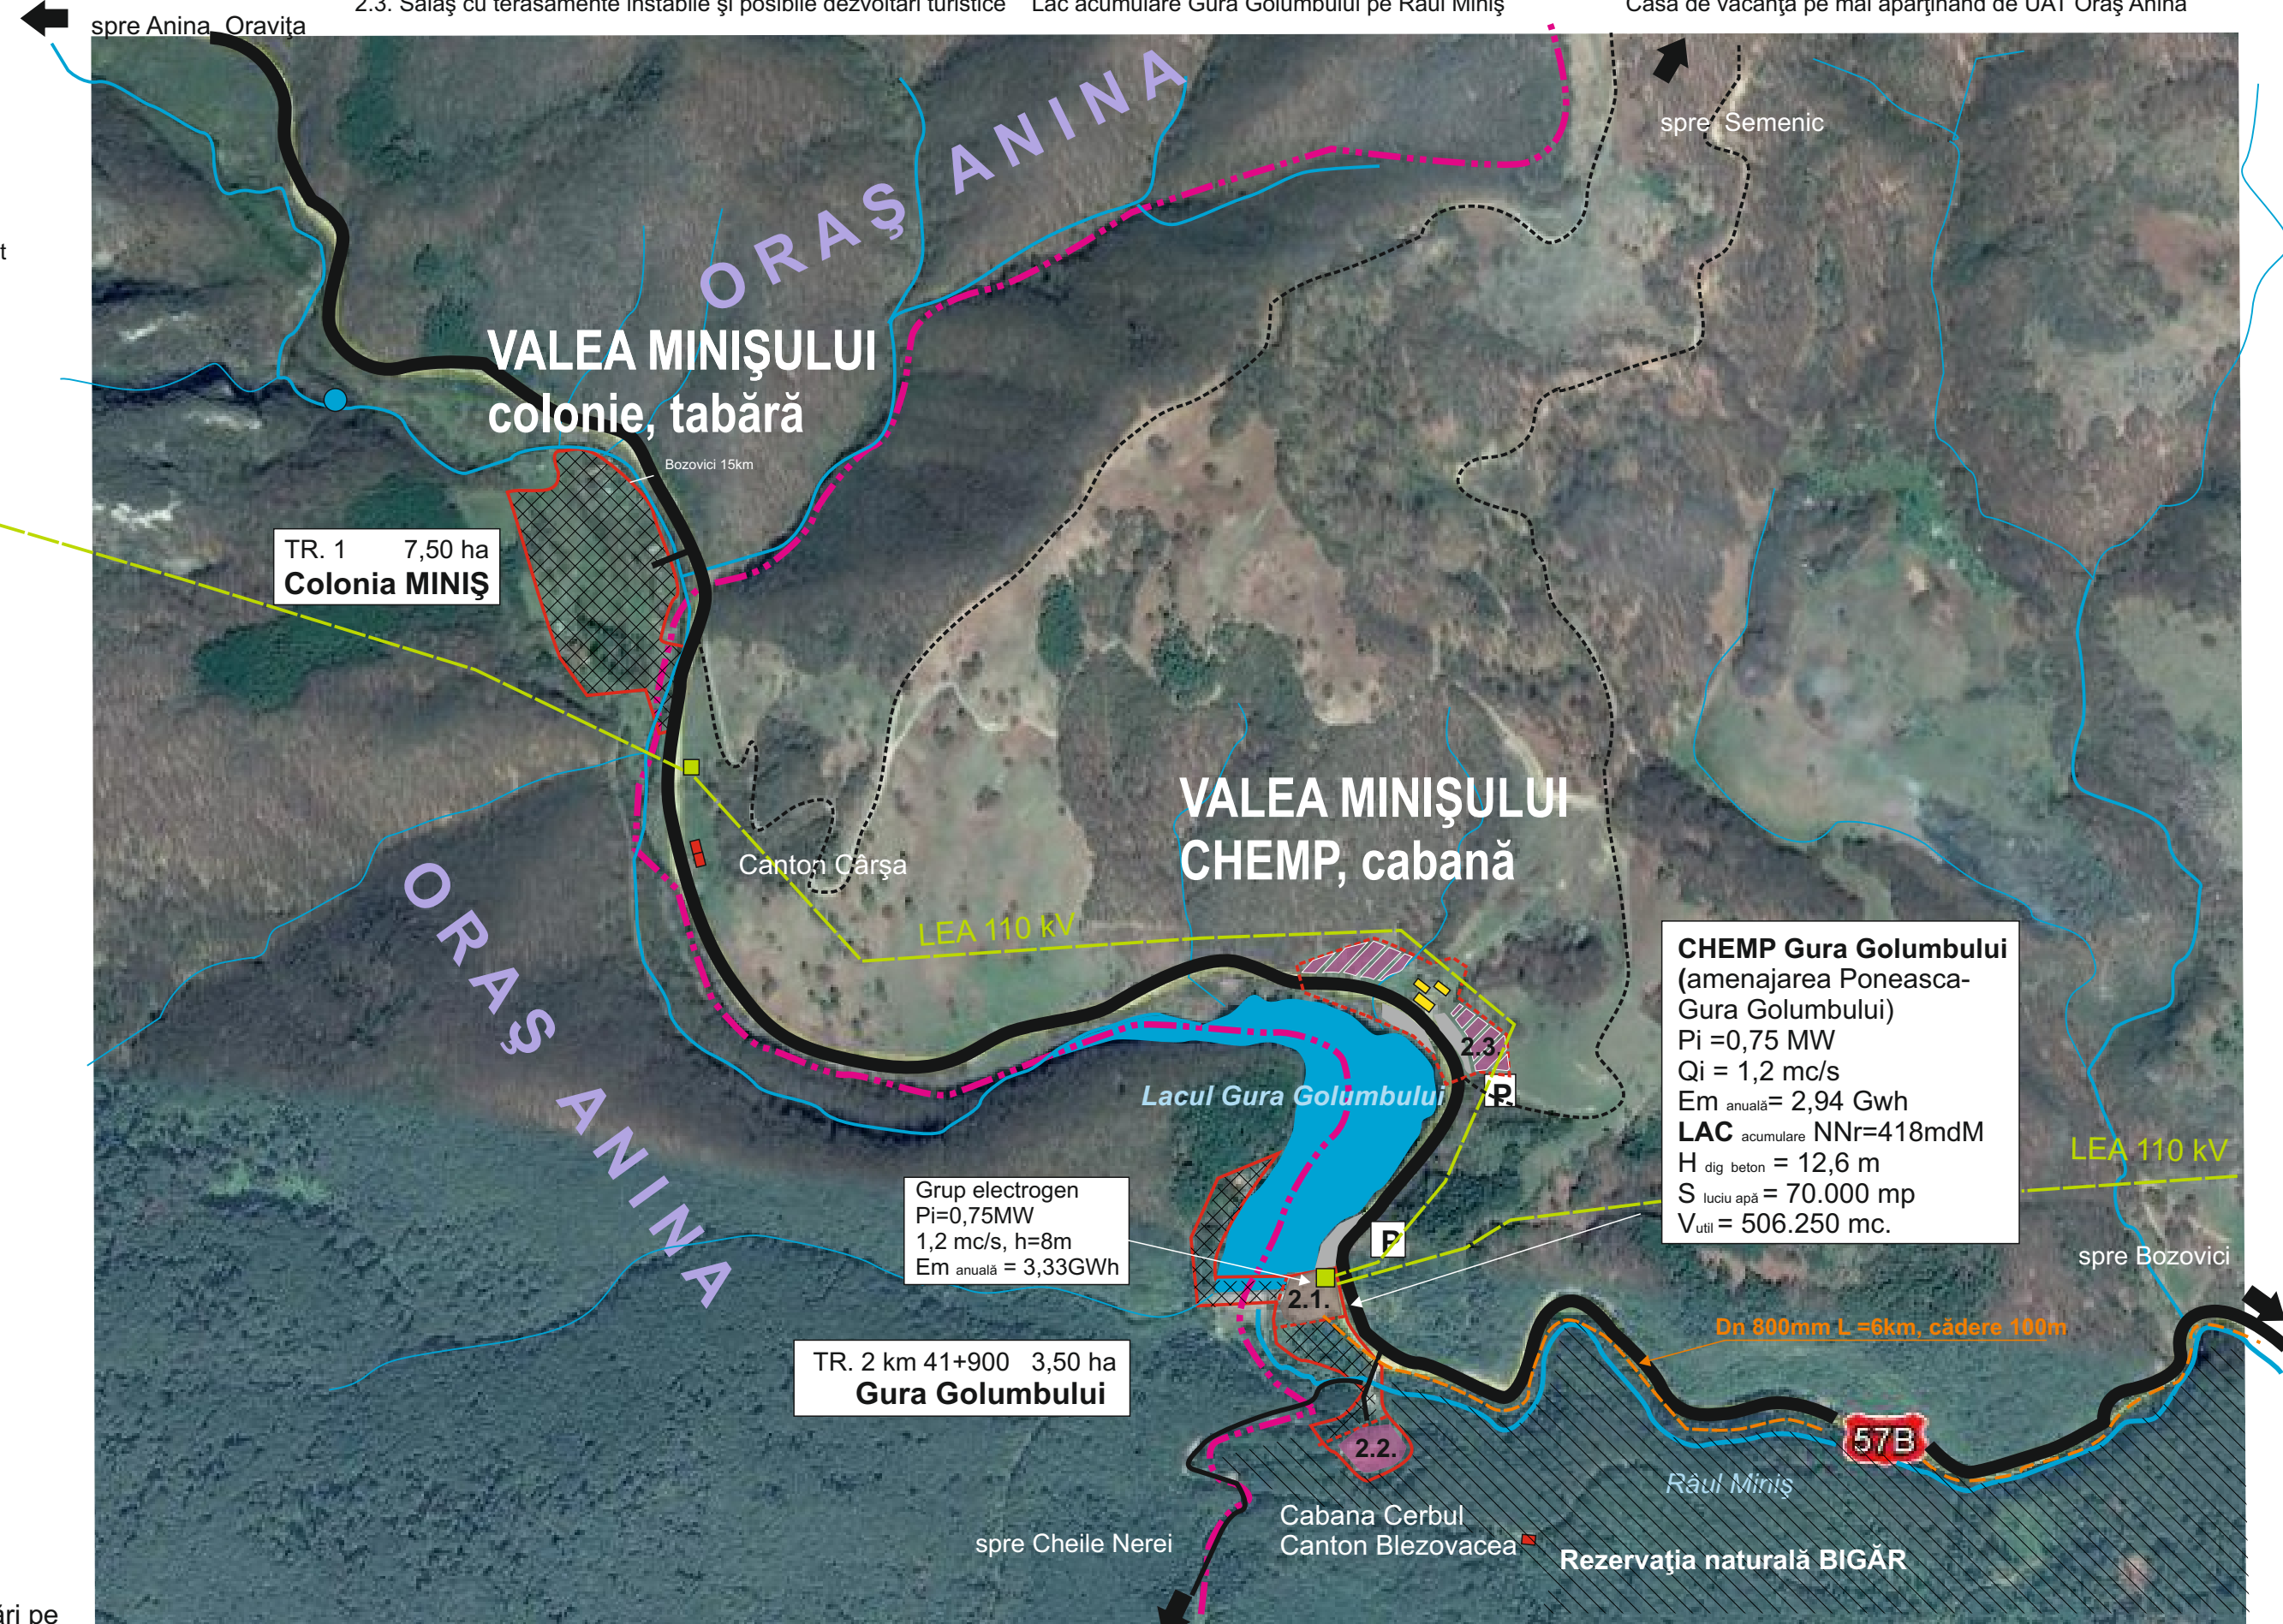 2.3. Sălaş cu terasamente instabile şi posibile dezvoltări turistice
Lac acumulare Gura Golumbului pe Râul Miniş
Casă de vacanţă pe mal aparţinând de UAT Oraş Anina
spre Anina, Oraviţa
spre Semenic
ORAŞ ANINA
t
VALEA MINIŞULUI
colonie, tabără
Bozovici 15km
TR. 1 7,50 ha
Colonia MINIŞ
VALEA MINIŞULUI
CHEMP, cabană
Canton Cârşa
LEA 110 kV
ORAŞ ANINA
CHEMP Gura Golumbului
(amenajarea Poneasca-
Gura Golumbului)
Pi =0,75 MW
Qi = 1,2 mc/s
Em anuală= 2,94 Gwh
LAC acumulare NNr=418mdM
H dig beton = 12,6 m
S luciu apă = 70.000 mp
Vutil = 506.250 mc.
2.3.
P
Lacul Gura Golumbului
LEA 110 kV
Grup electrogen
Pi=0,75MW
1,2 mc/s, h=8m
Em anuală = 3,33GWh
P
spre Bozovici
2.1.
Dn 800mm L =6km, cădere 100m
TR. 2 km 41+900 3,50 ha
Gura Golumbului
57B
2.2.
Râul Miniş
Cabana Cerbul
Canton Blezovacea
spre Cheile Nerei
Rezervaţia naturală BIGĂR
ări pe